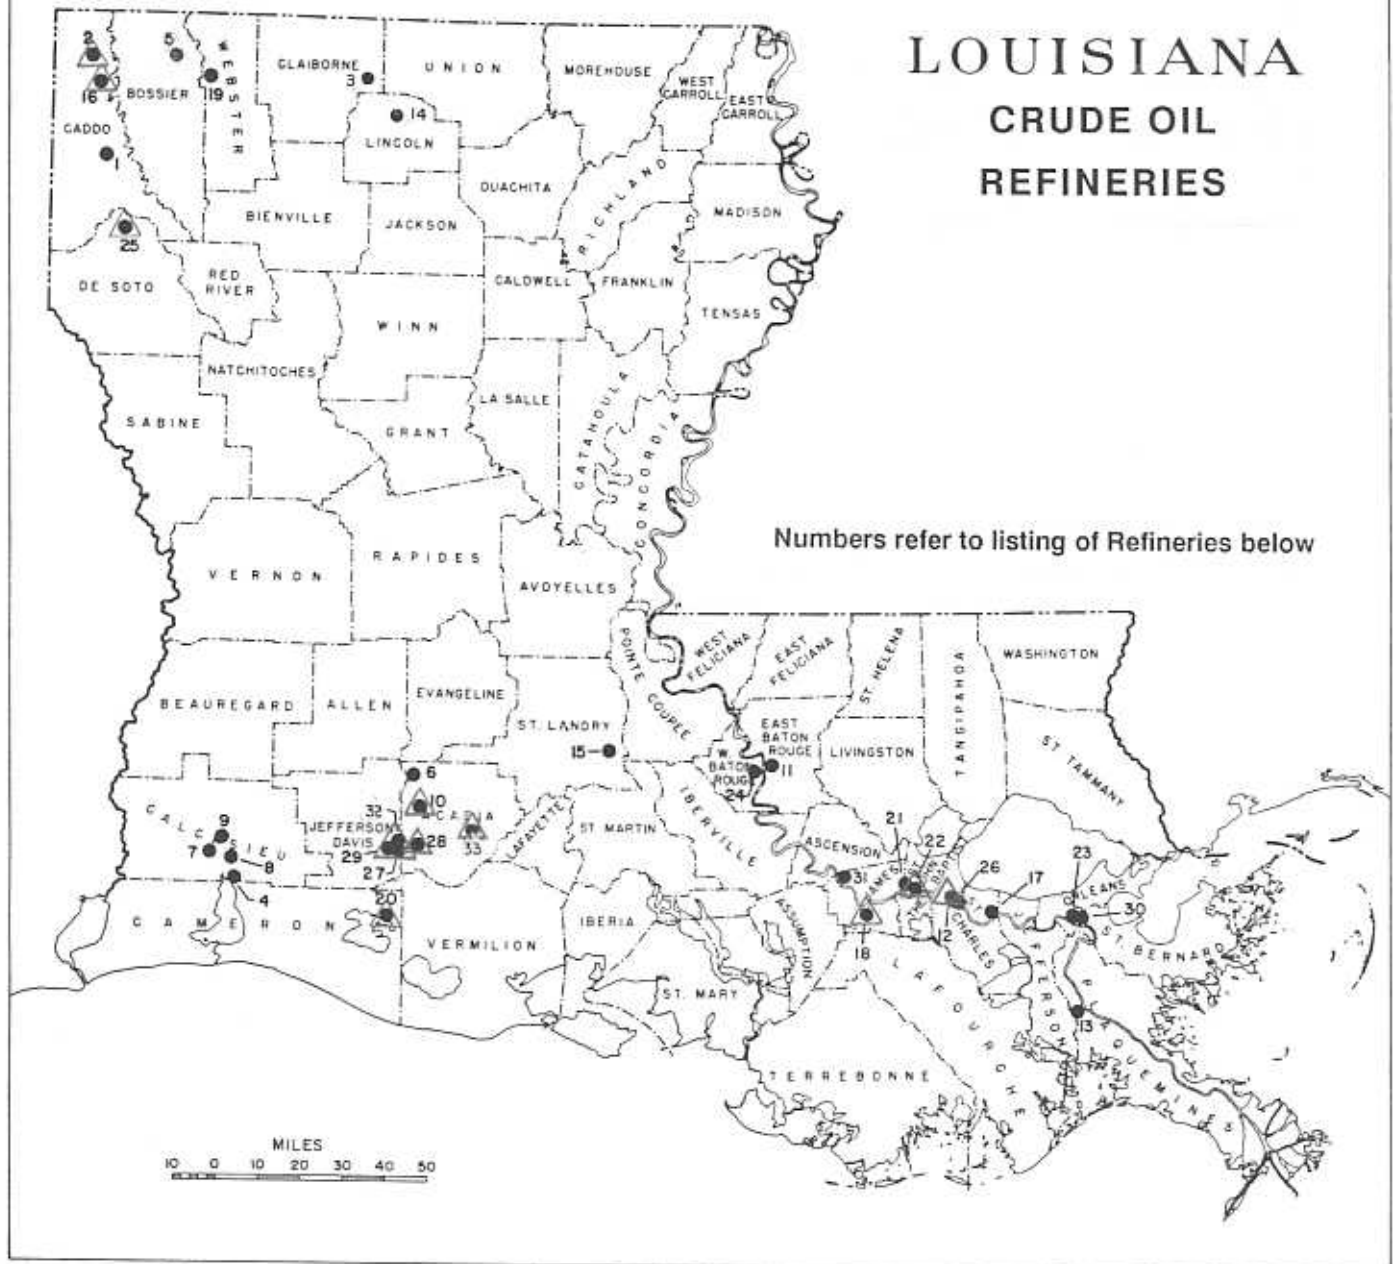 LOUISIANA
CRUDE OIL
REFINERIES
2
5
WEBSTER
CLAIBORNE
3
UNION
MOREHOUSE
WEST
CARROLL
EAST
CARROLL
16
BOSSIER
19
14
CADDO
LINCOLN
1
OUACHITA
RICHLAND
MADISON
BIENVILLE
JACKSON
25
DE SOTO
RED
RIVER
CALDWELL
FRANKLIN
TENSAS
WINN
NATCHITOCHES
LA SALLE
CATAHOULA
SABINE
GRANT
CONCORDIA
Numbers refer to listing of Refineries below
RAPIDES
VERNON
AVOYELLES
POINTE COUPEE
WEST
FELICIANA
EAST
FELICIANA
ST. HELENA
TANGIPAHOA
WASHINGTON
BEAUREGARD
ALLEN
EVANGELINE
ST. LANDRY
15
EAST
BATON
ROUGE
LIVINGSTON
ST. TAMMANY
W.
BATON
ROUG
11
24
6
10
32
ACADIA
CALCASIEU
9
7
8
4
JEFFERSON
DAVIS
29
27
28
33
LAFAYETTE
ST MARTIN
IBERVILLE
ASCENSION
21
22
31
JAMES
26
17
23
ORLEANS
30
20
CAMERON
VERMILION
IBERIA
ASSUMPTION
18
12
ST. CHARLES
ST. BERNARD
ST. MARY
LAFOURCHE
JEFFERSON
13
PLAQUEMINES
TERREBONNE
MILES
10 0 10 20 30 40 50